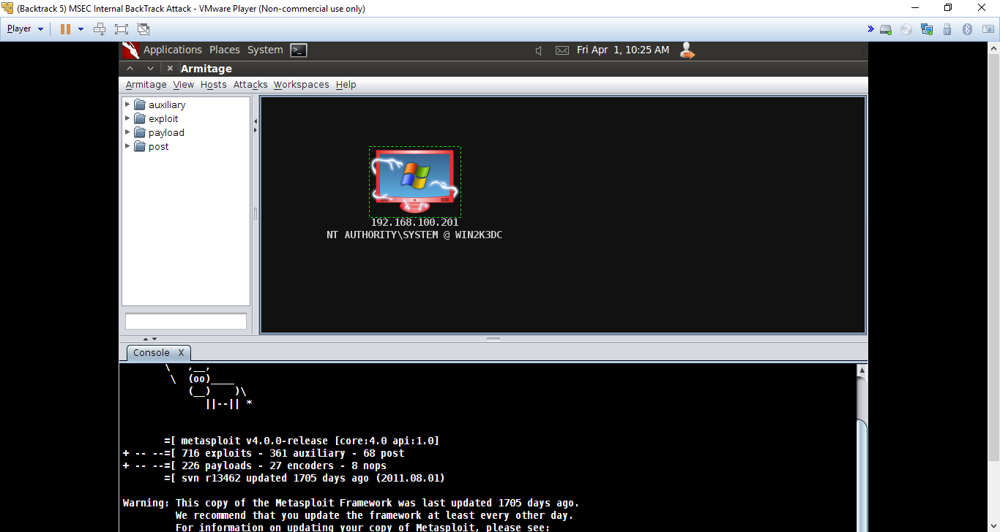 (Backtrack 5) MSEC Internal BackTrack Attack - VMware Player (Non-commercial use only)
Player
Applications Places System Fri Apr 1, 10:25 AM
Armitage
Armitage View Hosts Attacks Workspaces Help
auxiliary
exploit
payload
post
192.168.100.201
NT AUTHORITY\SYSTEM @ WIN2K3DC
Console X
\ ,__,
\ (oo)____
(__) )\
||--|| *
=[ metasploit v4.0.0-release [core:4.0 api:1.0]
+ -- --=[ 716 exploits - 361 auxiliary - 68 post
+ -- --=[ 226 payloads - 27 encoders - 8 nops
=[ svn r13462 updated 1705 days ago (2011.08.01)
Warning: This copy of the Metasploit Framework was last updated 1705 days ago.
We recommend that you update the framework at least every other day.
For information on updating your copy of Metasploit, please see: